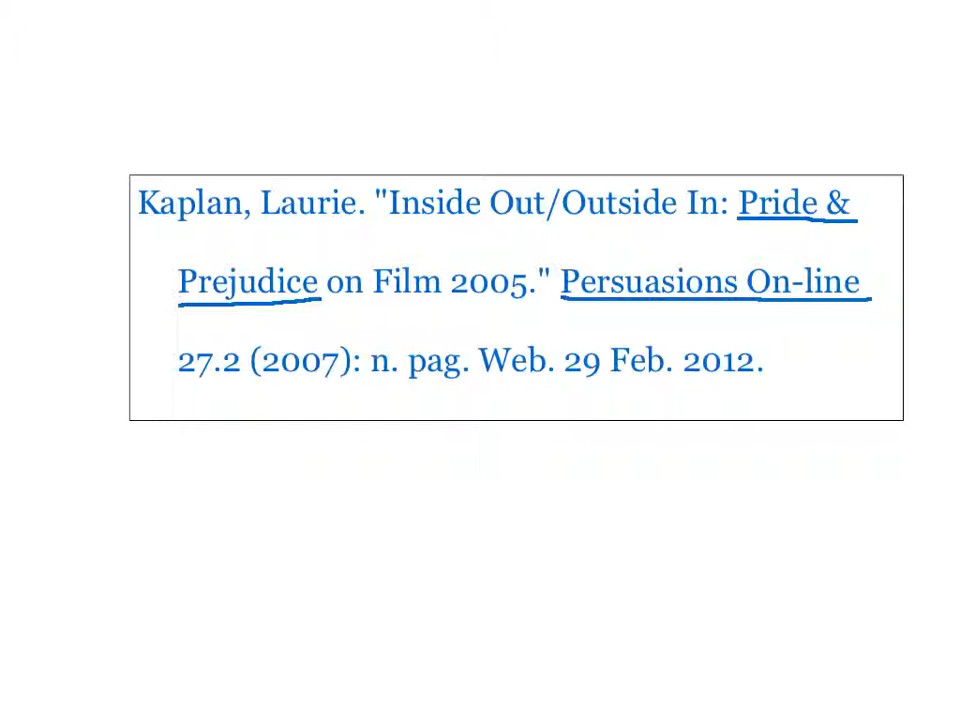 Kaplan, Laurie. "Inside Out/Outside In: Pride &
Prejudice on Film 2005." Persuasions On-line
27.2 (2007): n. pag. Web. 29 Feb. 2012.